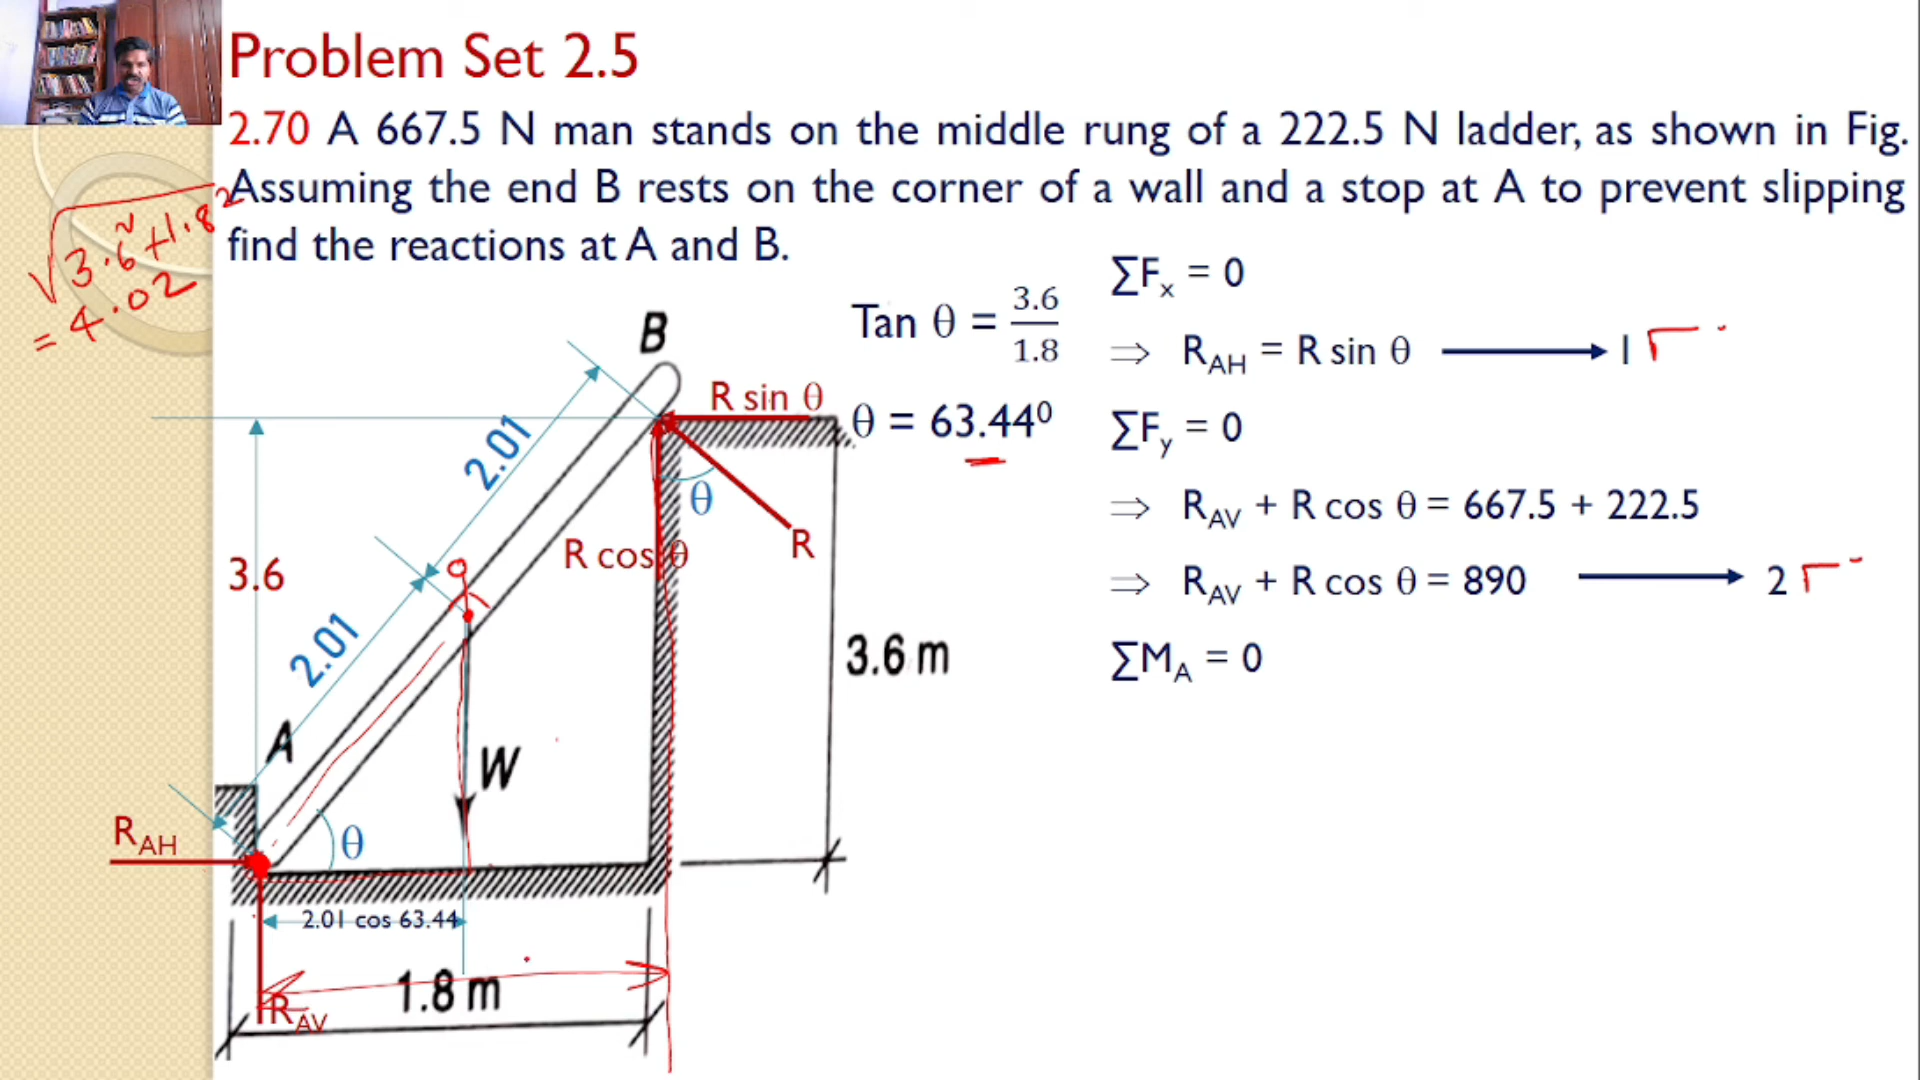 Problem Set 2.5
2.70 A 667.5 N man stands on the middle rung of a 222.5 N ladder, as shown in Fig.
Assuming the end B rests on the corner of a wall and a stop at A to prevent slipping
find the reactions at A and B.
√3.6²+1.8²
= 4.02
Tan θ = 3.6/1.8
θ = 63.44⁰
∑Fₓ = 0
⇒ R_AH = R sin θ ⟶ 1
∑F_y = 0
⇒ R_AV + R cos θ = 667.5 + 222.5
⇒ R_AV + R cos θ = 890 ⟶ 2
∑M_A = 0
B
R sin θ
2.01
θ
R
R cos θ
3.6
2.01
3.6 m
A
W
R_AH
θ
2.01 cos 63.44
1.8 m
R_AV